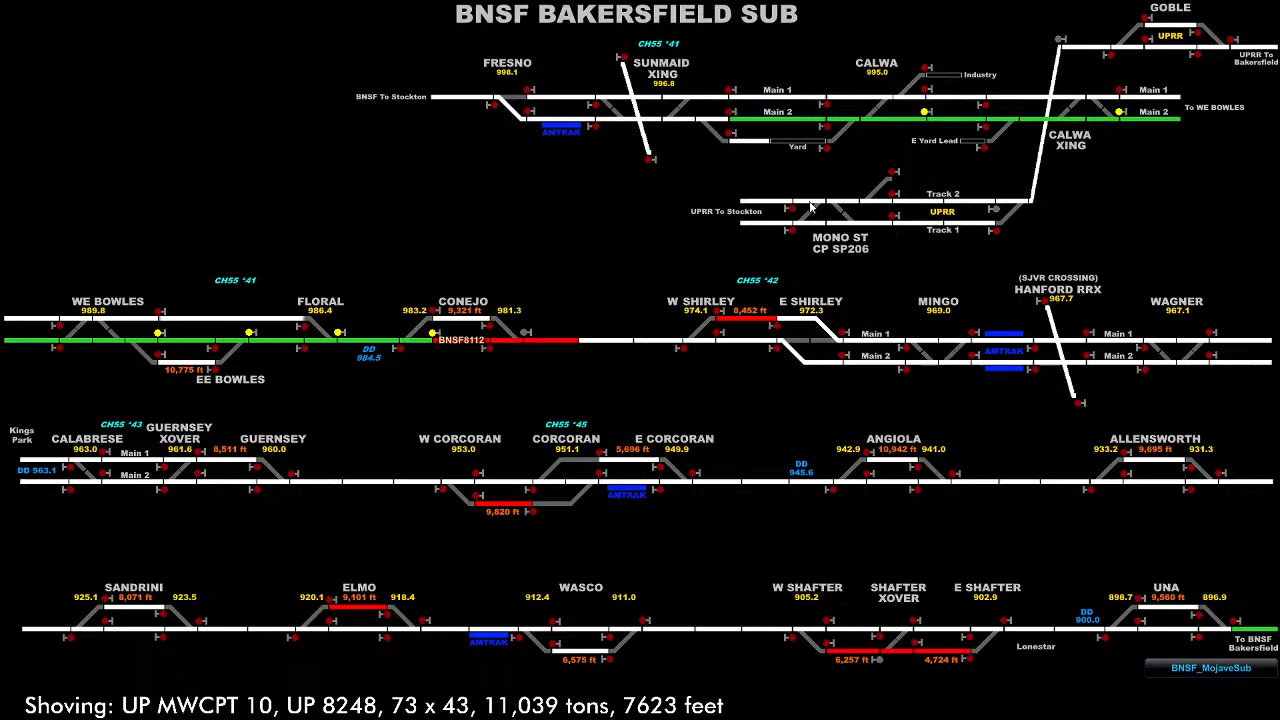 BNSF BAKERSFIELD SUB
GOBLE
UPRR
UPRR To
Bakersfield
CH55 *41
FRESNO
998.1
SUNMAID
XING
996.8
CALWA
995.0
Industry
BNSF To Stockton
Main 1
Main 1
To WE BOWLES
Main 2
Main 2
AMTRAK
CALWA
XING
Yard
E Yard Lead
Track 2
UPRR To Stockton
UPRR
Track 1
MONO ST
CP SP206
CH55 *41
CH55 *42
(SJVR CROSSING)
WE BOWLES
989.8
FLORAL
986.4
983.2
CONEJO
9,321 ft
981.3
W SHIRLEY
974.1
8,452 ft
E SHIRLEY
972.3
MINGO
969.0
HANFORD RRX
967.7
WAGNER
967.1
BNSF8112
DD
984.5
Main 1
Main 1
AMTRAK
Main 2
Main 2
10,775 ft
EE BOWLES
Kings
Park
CH55 *43
CH55 *45
CALABRESE
963.0
GUERNSEY
XOVER
961.6
8,511 ft
GUERNSEY
960.0
W CORCORAN
953.0
CORCORAN
951.1
5,696 ft
E CORCORAN
949.9
942.9
ANGIOLA
10,942 ft
941.0
933.2
ALLENSWORTH
9,695 ft
931.3
Main 1
DD 963.1
Main 2
DD
945.6
AMTRAK
9,820 ft
925.1
SANDRINI
8,071 ft
923.5
920.1
ELMO
9,101 ft
918.4
912.4
WASCO
911.0
W SHAFTER
905.2
SHAFTER
XOVER
E SHAFTER
902.9
DD
900.0
898.7
UNA
9,560 ft
896.9
AMTRAK
6,575 ft
6,257 ft
4,724 ft
Lonestar
To BNSF
Bakersfield
BNSF_MojaveSub
Shoving: UP MWCPT 10, UP 8248, 73 x 43, 11,039 tons, 7623 feet